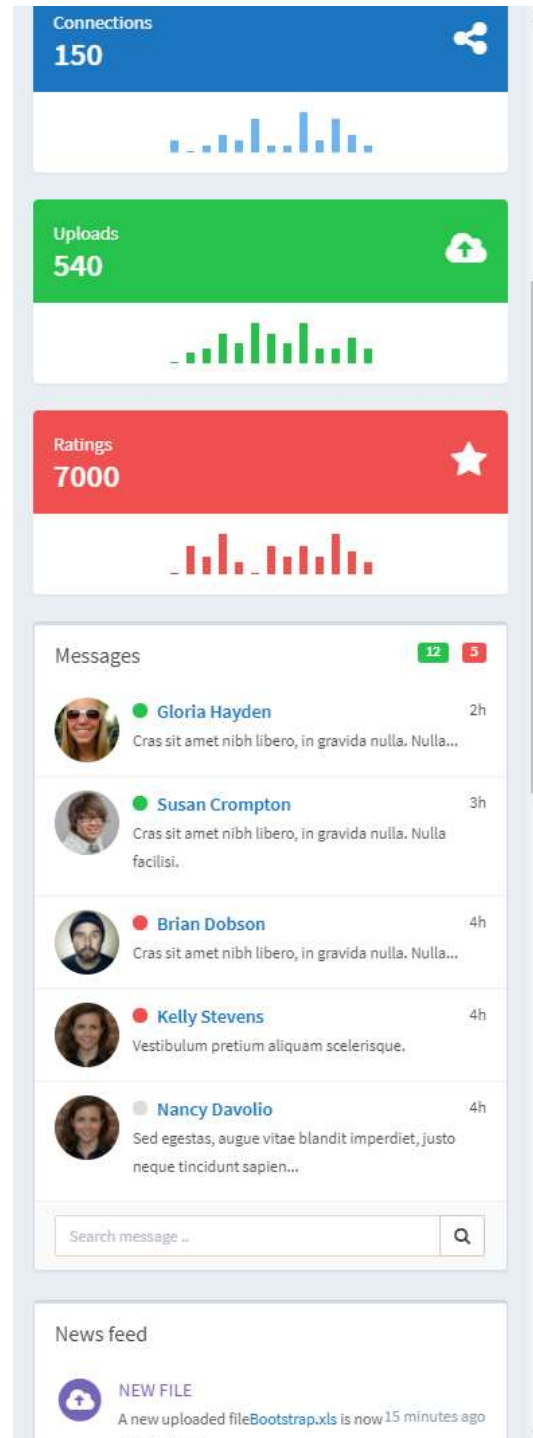 Connections
150
Uploads
540
Ratings
7000
Messages
12 5
Gloria Hayden 2h
Cras sit amet nibh libero, in gravida nulla. Nulla...
Susan Crompton 3h
Cras sit amet nibh libero, in gravida nulla. Nulla
facilisi.
Brian Dobson 4h
Cras sit amet nibh libero, in gravida nulla. Nulla...
Kelly Stevens 4h
Vestibulum pretium aliquam scelerisque.
Nancy Davolio 4h
Sed egestas, augue vitae blandit imperdiet, justo
neque tincidunt sapien...
Search message ..
News feed
NEW FILE
A new uploaded fileBootstrap.xls is now 15 minutes ago